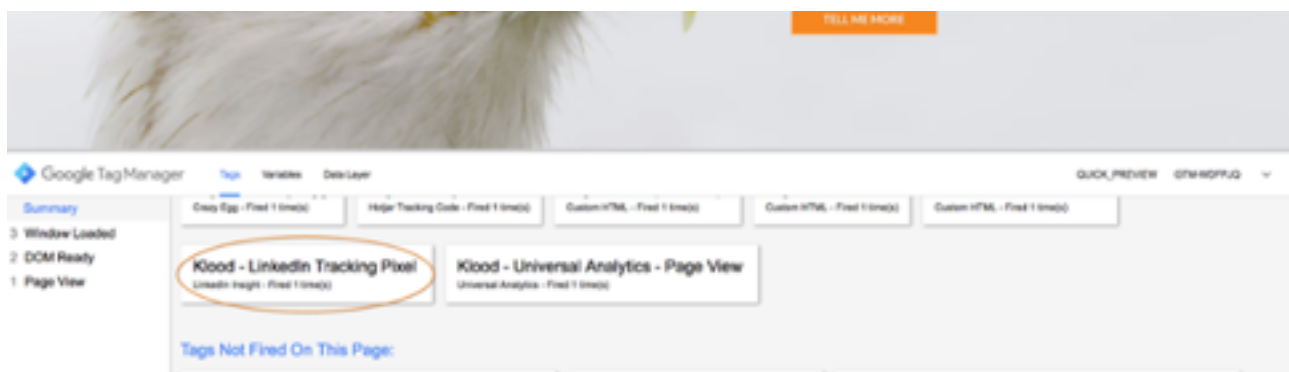 TELL ME MORE
Google Tag Manager
Tags
Variables
Data Layer
QUICK_PREVIEW
Summary
3 Window Loaded
2 DOM Ready
1 Page View
Crazy Egg - Fired 1 time(s)
Hotjar Tracking Code - Fired 1 time(s)
Custom HTML - Fired 1 time(s)
Custom HTML - Fired 1 time(s)
Custom HTML - Fired 1 time(s)
Klood - LinkedIn Tracking Pixel
LinkedIn Insight - Fired 1 time(s)
Klood - Universal Analytics - Page View
Universal Analytics - Fired 1 time(s)
Tags Not Fired On This Page: